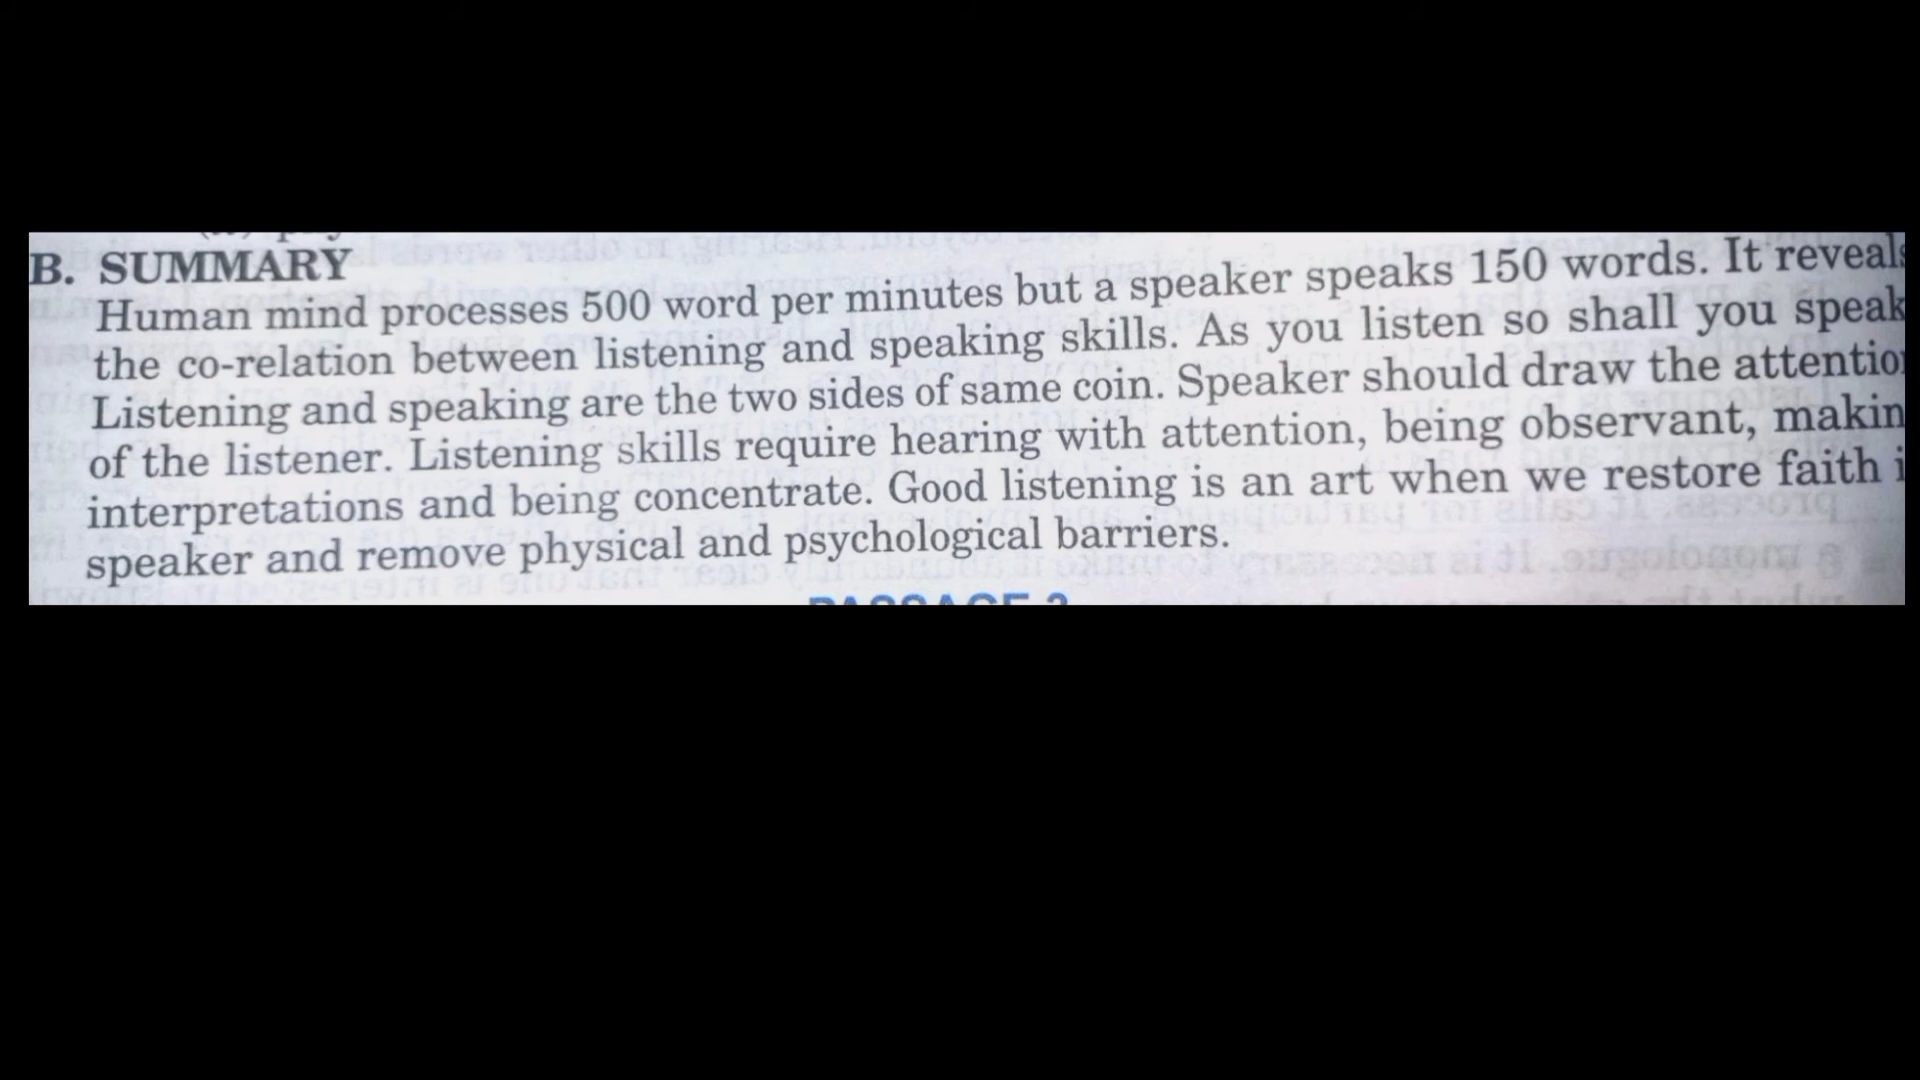 B. SUMMARY
Human mind processes 500 word per minutes but a speaker speaks 150 words. It reveals
the co-relation between listening and speaking skills. As you listen so shall you speak
Listening and speaking are the two sides of same coin. Speaker should draw the attentio
of the listener. Listening skills require hearing with attention, being observant, makin
interpretations and being concentrate. Good listening is an art when we restore faith i
speaker and remove physical and psychological barriers.